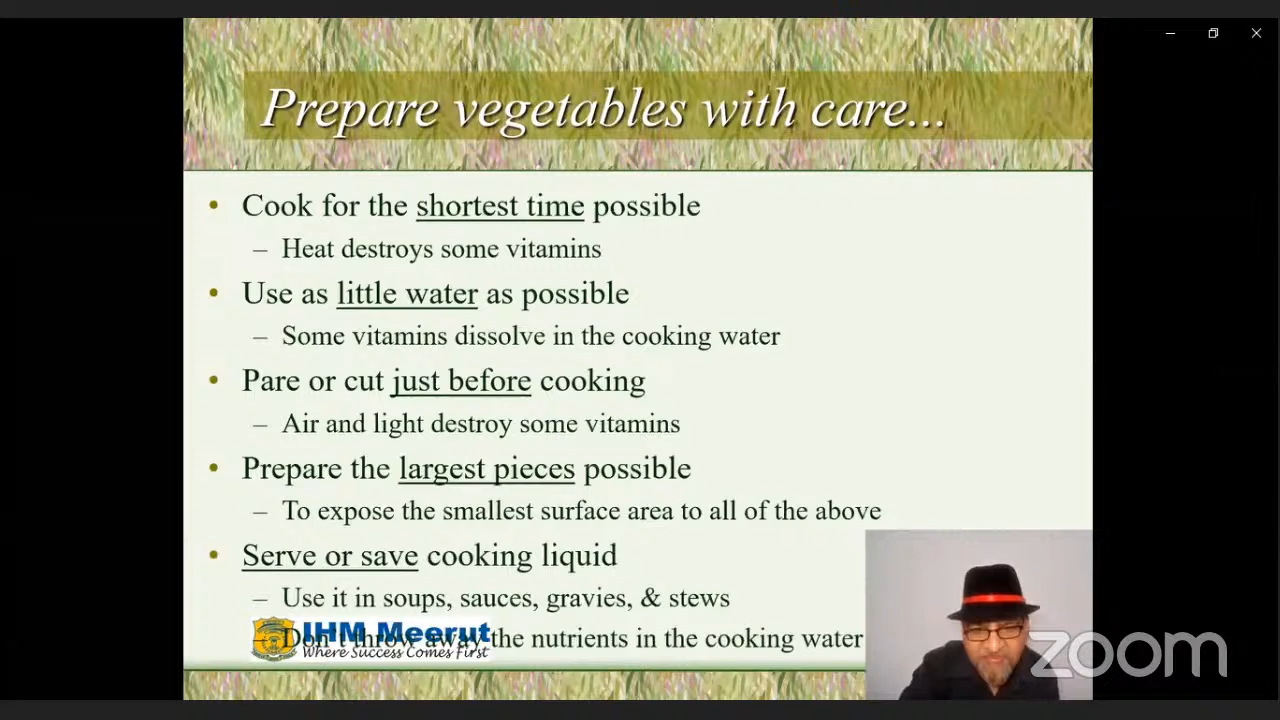 Prepare vegetables with care...
• Cook for the shortest time possible
– Heat destroys some vitamins
• Use as little water as possible
– Some vitamins dissolve in the cooking water
• Pare or cut just before cooking
– Air and light destroy some vitamins
• Prepare the largest pieces possible
– To expose the smallest surface area to all of the above
• Serve or save cooking liquid
– Use it in soups, sauces, gravies, & stews
– Don't throw away the nutrients in the cooking water
IHM Meerut
Where Success Comes First
zoom